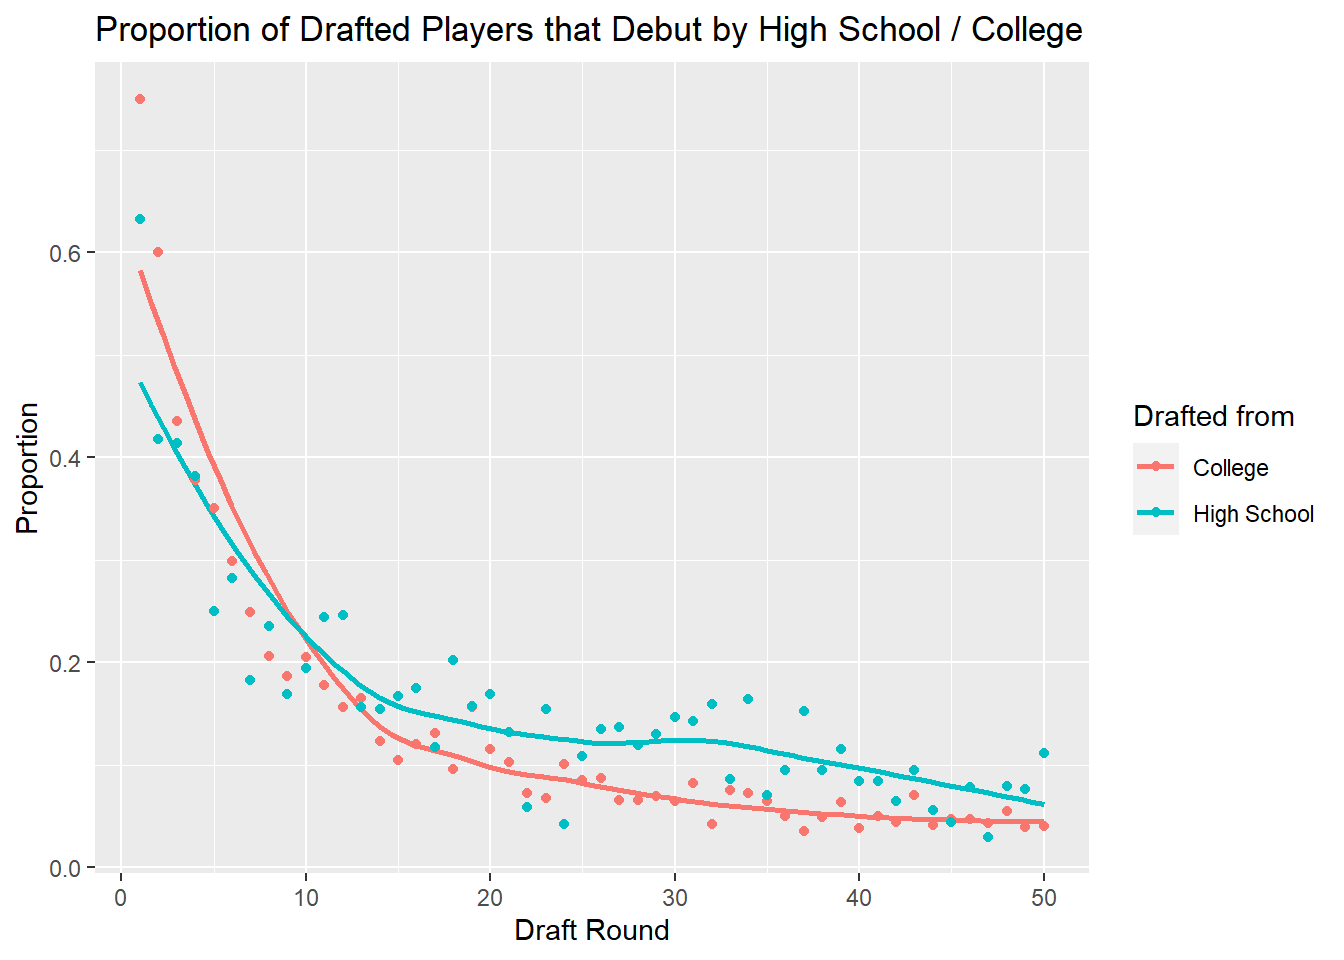 Proportion of Drafted Players that Debut by High School / College
Proportion
0.6
0.4
0.2
0.0
0 10 20 30 40 50
Draft Round
Drafted from
College
High School